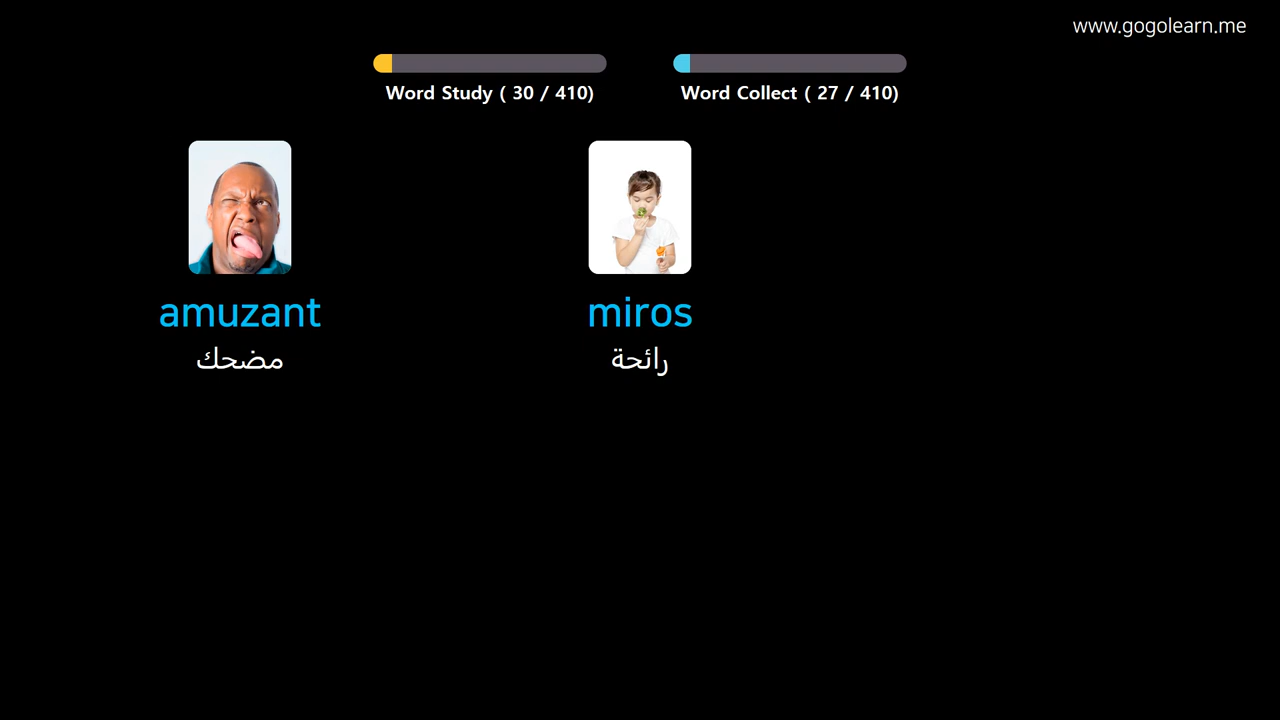 www.gogolearn.me
Word Study ( 30 / 410)
Word Collect ( 27 / 410)
amuzant
مضحك
miros
رائحة